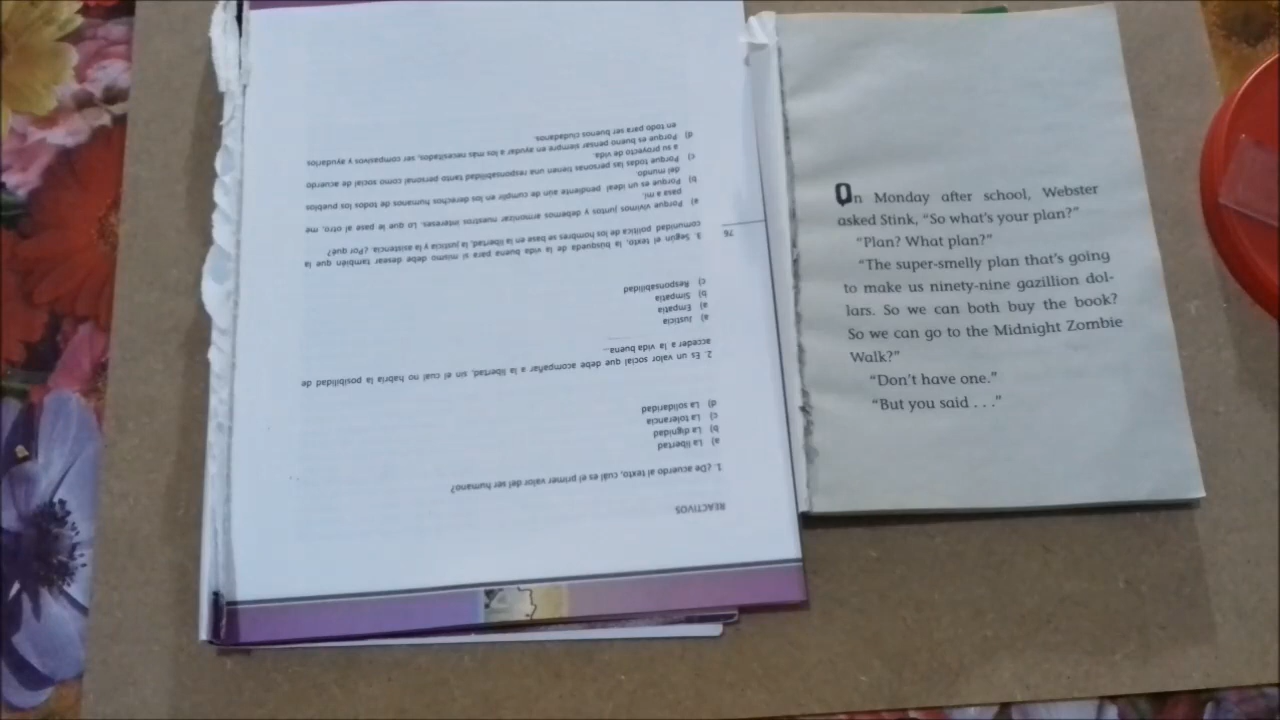 REACTIVOS
1. ¿De acuerdo al texto, cuál es el primer valor del ser humano?
a) La libertad
b) La dignidad
c) La tolerancia
d) La solidaridad
2. Es un valor social que debe acompañar a la libertad, sin el cual no habría la posibilidad de
acceder a la vida buena...
a) Justicia
a) Empatía
b) Simpatía
c) Responsabilidad
3. Según el texto, la búsqueda de la vida buena para sí mismo debe desear también que la
comunidad política de los hombres se base en la libertad, la justicia y la asistencia. ¿Por qué?
a) Porque vivimos juntos y debemos armonizar nuestros intereses. Lo que le pase al otro, me
pasa a mí.
b) Porque es un ideal pendiente aún de cumplir en los derechos humanos de todos los pueblos
del mundo.
c) Porque todas las personas tienen una responsabilidad tanto personal como social de acuerdo
a su proyecto de vida.
d) Porque es bueno pensar siempre en ayudar a los más necesitados, ser compasivos y ayudarlos
en todo para ser buenos ciudadanos.
76
On Monday after school, Webster
asked Stink, “So what’s your plan?”
“Plan? What plan?”
“The super-smelly plan that’s going
to make us ninety-nine gazillion dol-
lars. So we can both buy the book?
So we can go to the Midnight Zombie
Walk?”
“Don’t have one.”
“But you said . . .”